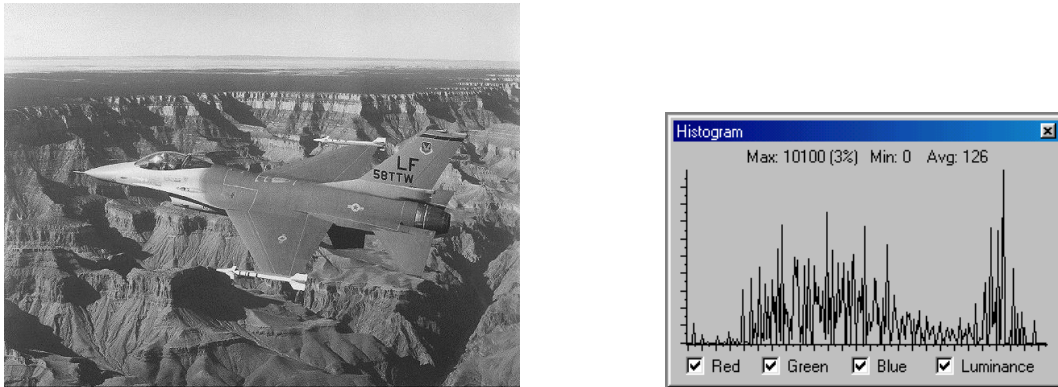 LF
58TTW
Histogram
Max: 10100 (3%) Min: 0 Avg: 126
Red Green Blue Luminance